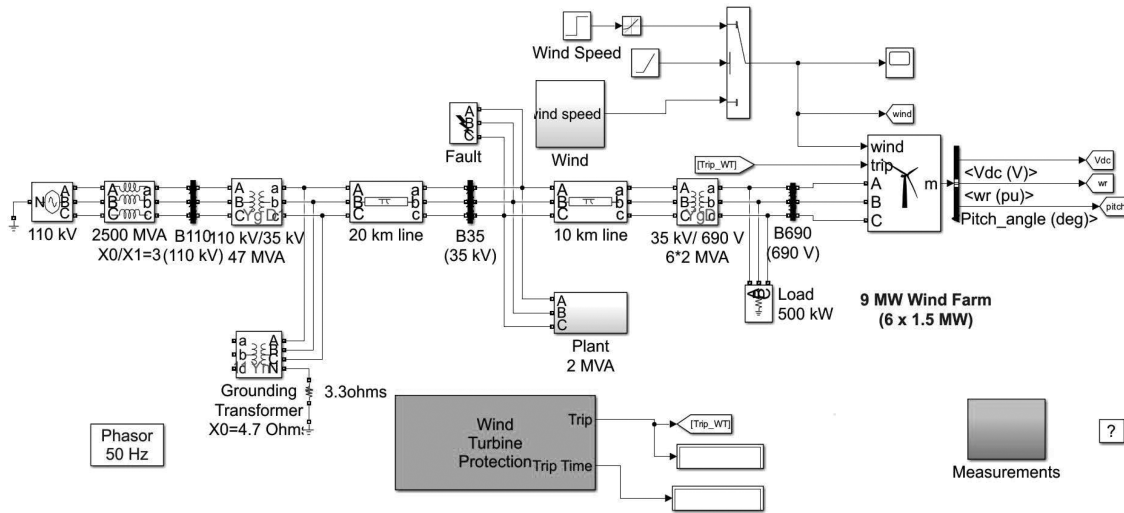 Wind Speed
wind speed
Wind
wind
[Trip_WT]
wind
trip
A
B
C
m
<Vdc (V)>
<wr (pu)>
Pitch_angle (deg)>
Vdc
wr
pitch
A
B
C
Fault
N
A
B
C
110 kV
A
B
C
a
b
c
2500 MVA
X0/X1=3
B110
(110 kV)
A
B
C
a
b
c
Yg D
110 kV/35 kV
47 MVA
A
B
C
a
b
c
20 km line
B35
(35 kV)
A
B
C
a
b
c
10 km line
A
B
C
a
b
c
Yg D
35 kV/ 690 V
6*2 MVA
B690
(690 V)
Load
500 kW
9 MW Wind Farm
(6 x 1.5 MW)
A
B
C
Plant
2 MVA
a
b
d
A
B
C
N
Yn
3.3ohms
Grounding
Transformer
X0=4.7 Ohms
Phasor
50 Hz
Wind
Turbine
Protection
Trip
Trip Time
[Trip_WT]
Measurements
?